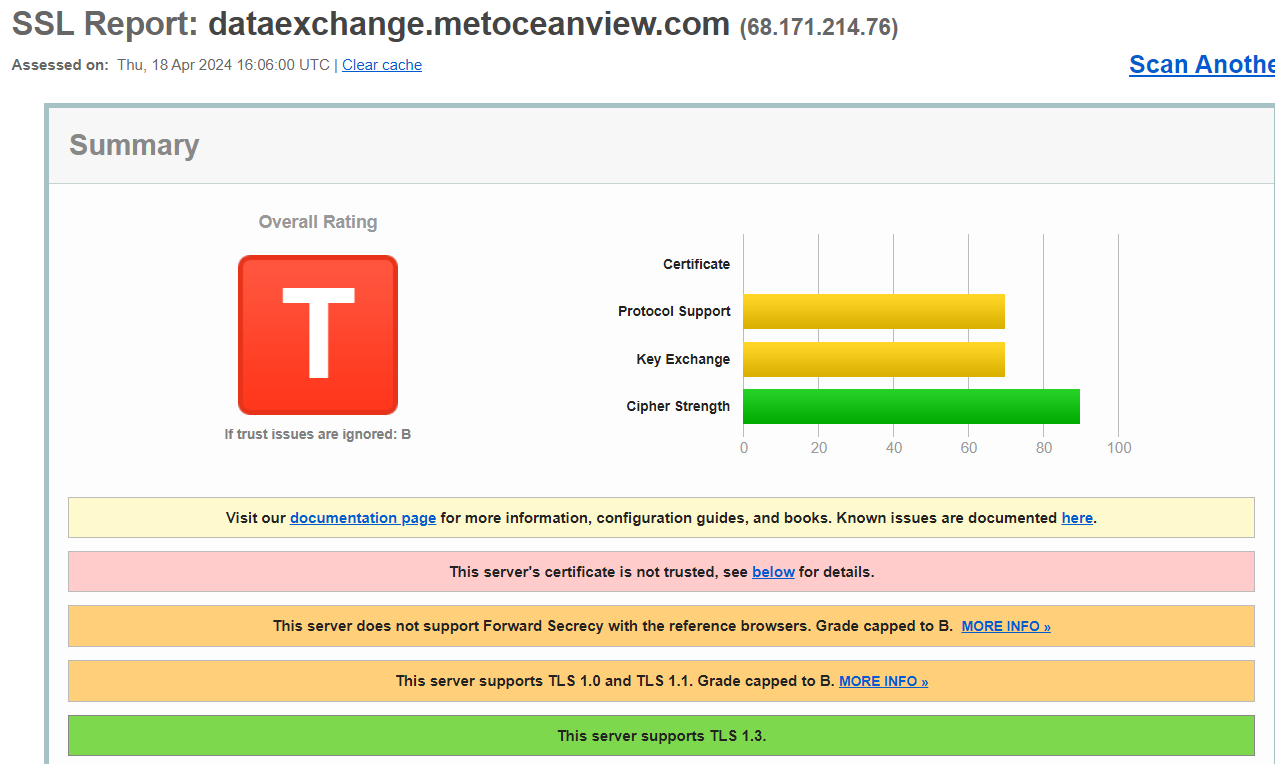 SSL Report: dataexchange.metoceanview.com (68.171.214.76)
Assessed on: Thu, 18 Apr 2024 16:06:00 UTC | Clear cache
Scan Anothe
Summary
Overall Rating
T
If trust issues are ignored: B
Certificate
Protocol Support
Key Exchange
Cipher Strength
0 20 40 60 80 100
Visit our documentation page for more information, configuration guides, and books. Known issues are documented here.
This server's certificate is not trusted, see below for details.
This server does not support Forward Secrecy with the reference browsers. Grade capped to B. MORE INFO »
This server supports TLS 1.0 and TLS 1.1. Grade capped to B. MORE INFO »
This server supports TLS 1.3.